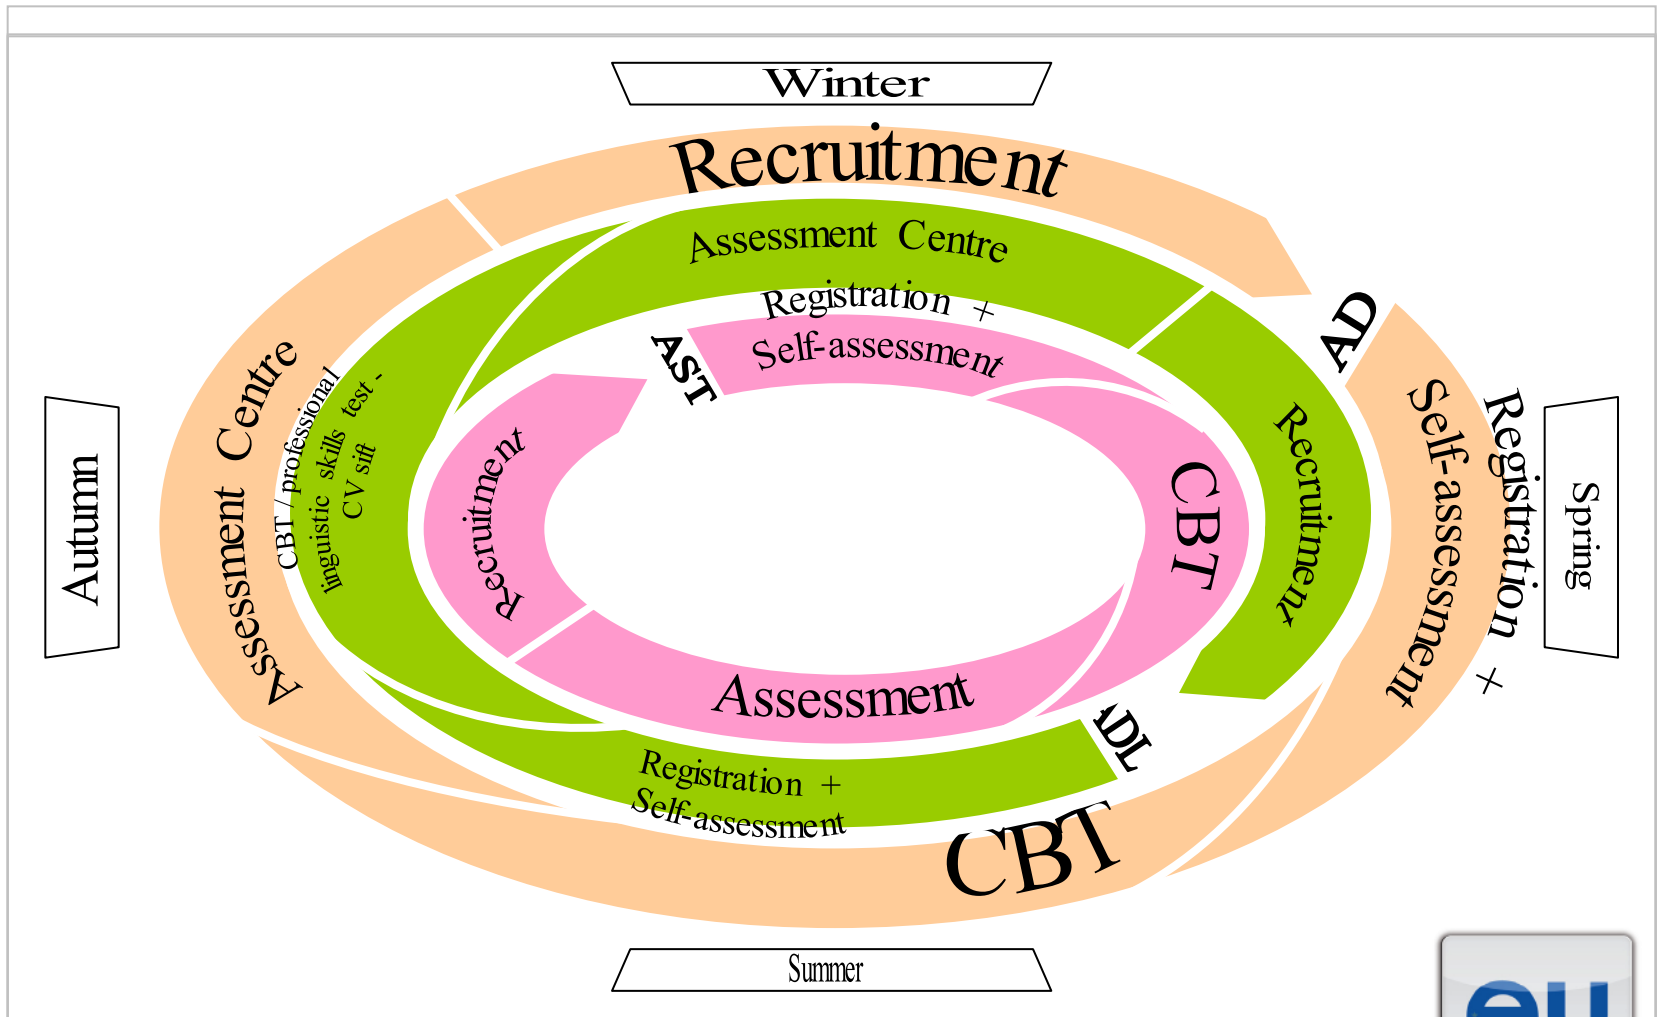 Winter
Recruitment
Assessment Centre
Registration +
Self-assessment
AST
AD
Assessment Centre
CBT / professional
linguistic skills test -
CV sift
Recruitment
CBT
Recruitment
Registration +
Self-assessment
Autumn
Spring
Assessment
ADL
Registration +
Self-assessment
CBT
Summer
eu